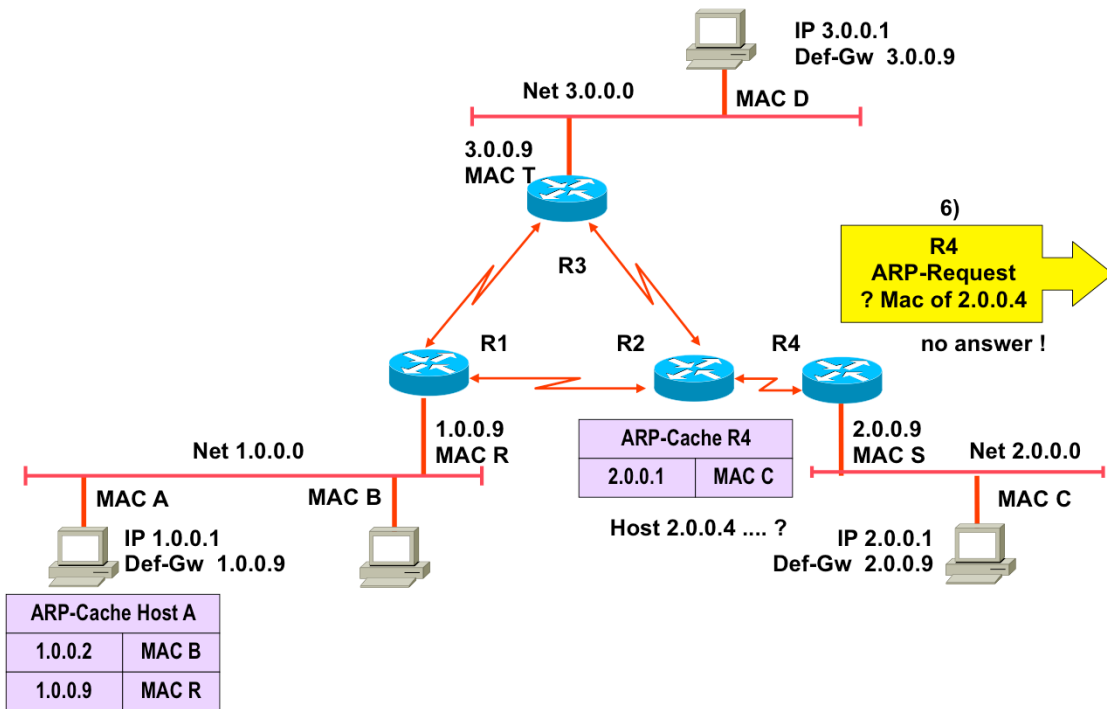 IP 3.0.0.1
Def-Gw 3.0.0.9
Net 3.0.0.0
MAC D
3.0.0.9
MAC T
R3
6)
R4
ARP-Request
? Mac of 2.0.0.4
no answer !
R1
R2
R4
1.0.0.9
MAC R
ARP-Cache R4
2.0.0.1 MAC C
2.0.0.9
MAC S
Net 2.0.0.0
Net 1.0.0.0
MAC A
MAC B
MAC C
Host 2.0.0.4 .... ?
IP 1.0.0.1
Def-Gw 1.0.0.9
IP 2.0.0.1
Def-Gw 2.0.0.9
ARP-Cache Host A
1.0.0.2 MAC B
1.0.0.9 MAC R